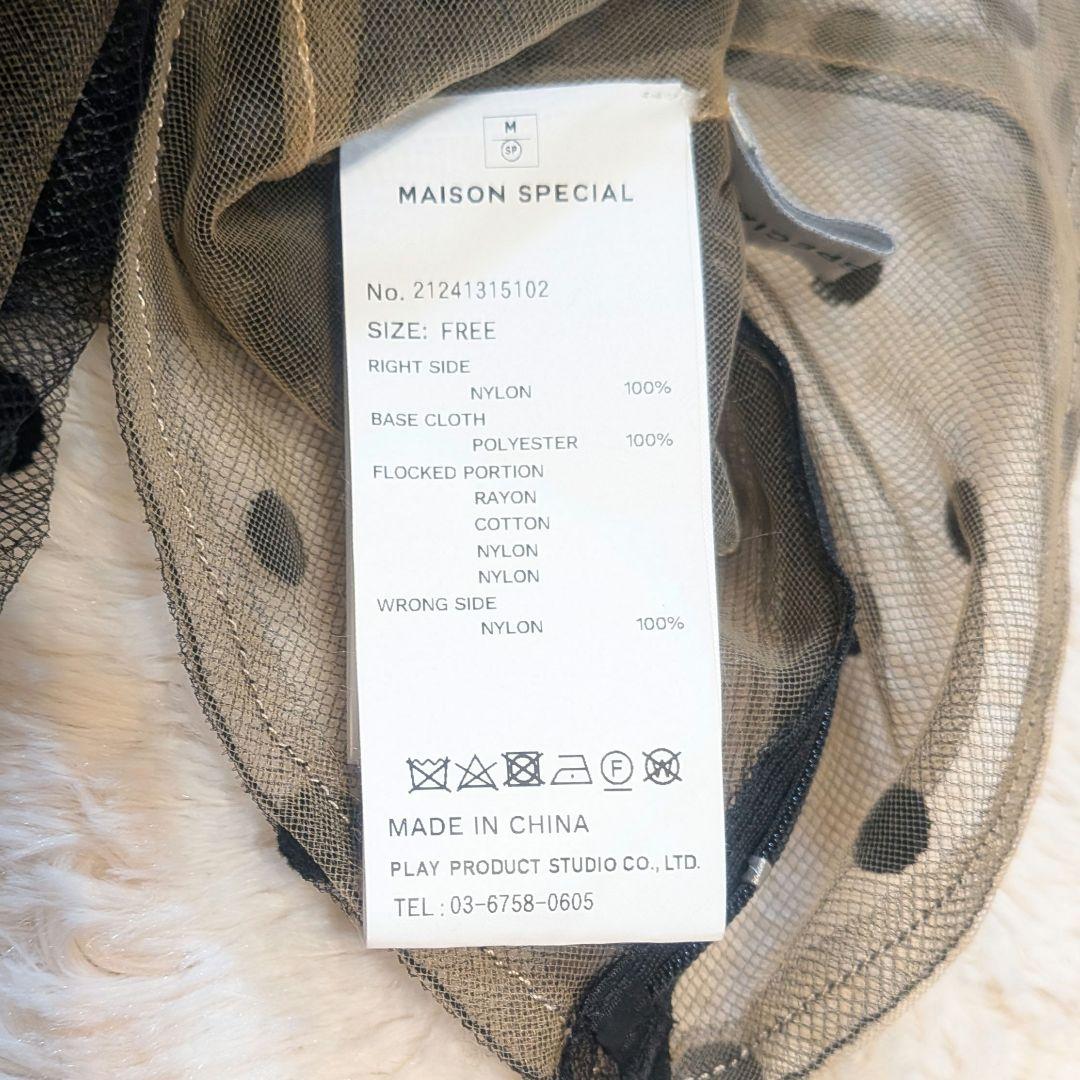 M
SP
MAISON SPECIAL
No. 21241315102
SIZE: FREE
RIGHT SIDE
NYLON 100%
BASE CLOTH
POLYESTER 100%
FLOCKED PORTION
RAYON
COTTON
NYLON
NYLON
WRONG SIDE
NYLON 100%
F
W
MADE IN CHINA
PLAY PRODUCT STUDIO CO., LTD.
TEL : 03-6758-0605